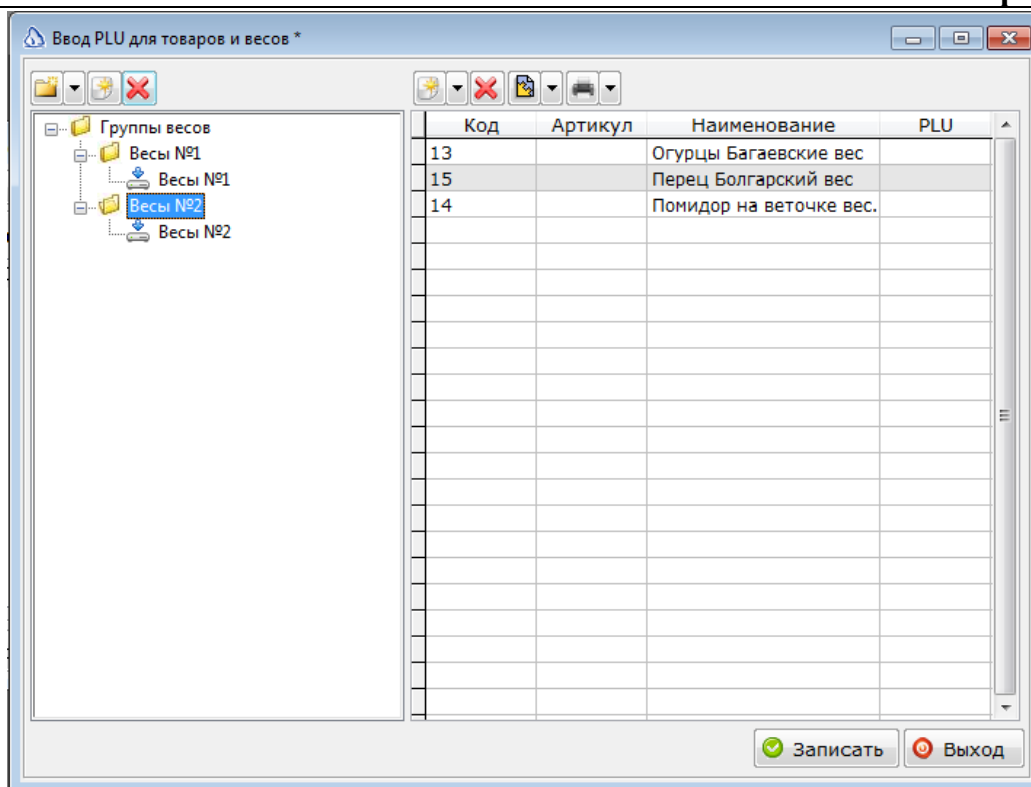 Ввод PLU для товаров и весов *
Группы весов
Весы №1
Весы №1
Весы №2
Весы №2
Код Артикул Наименование PLU
13 Огурцы Багаевские вес
15 Перец Болгарский вес
14 Помидор на веточке вес.
Записать Выход